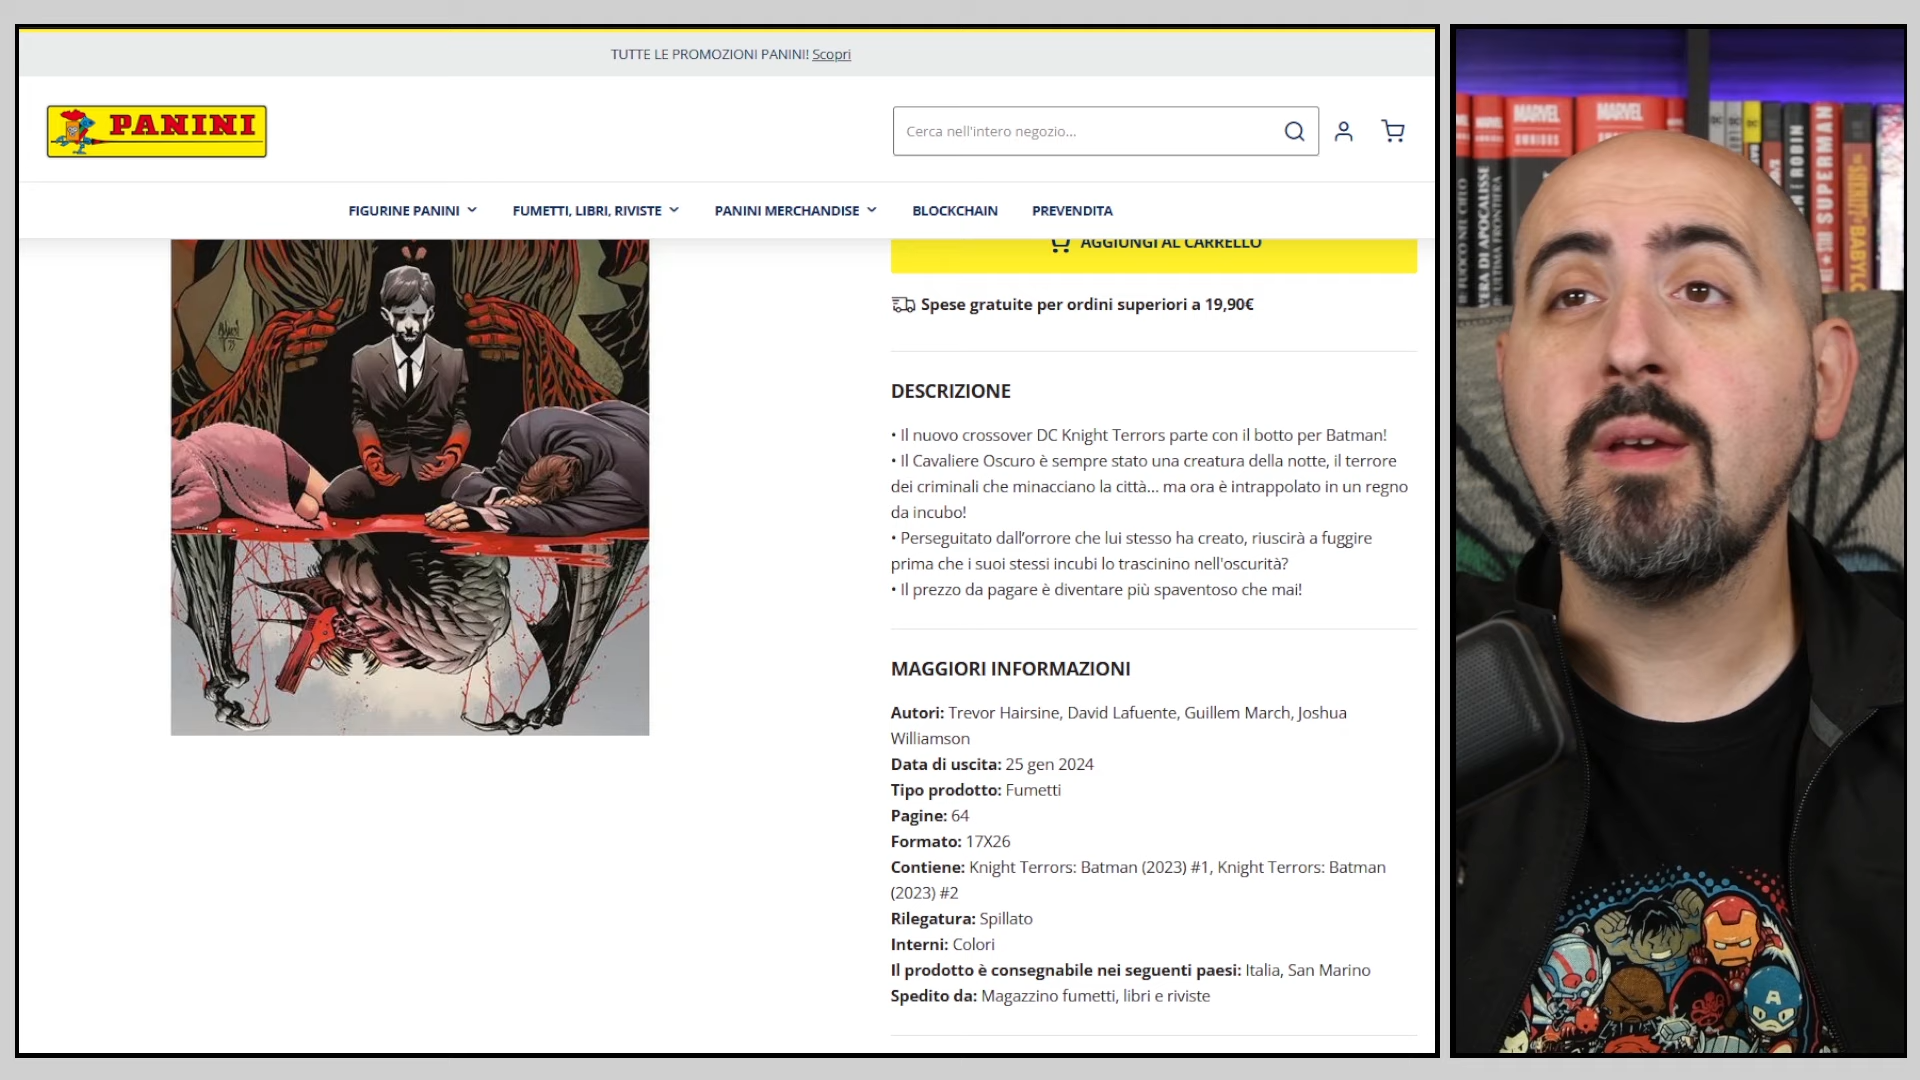 TUTTE LE PROMOZIONI PANINI! Scopri
PANINI
Cerca nell'intero negozio...
FIGURINE PANINI
FUMETTI, LIBRI, RIVISTE
PANINI MERCHANDISE
BLOCKCHAIN
PREVENDITA
AGGIUNGI AL CARRELLO
Spese gratuite per ordini superiori a 19,90€
DESCRIZIONE
• Il nuovo crossover DC Knight Terrors parte con il botto per Batman!
• Il Cavaliere Oscuro è sempre stato una creatura della notte, il terrore
dei criminali che minacciano la città... ma ora è intrappolato in un regno
da incubo!
• Perseguitato dall’orrore che lui stesso ha creato, riuscirà a fuggire
prima che i suoi stessi incubi lo trascinino nell'oscurità?
• Il prezzo da pagare è diventare più spaventoso che mai!
MAGGIORI INFORMAZIONI
Autori: Trevor Hairsine, David Lafuente, Guillem March, Joshua
Williamson
Data di uscita: 25 gen 2024
Tipo prodotto: Fumetti
Pagine: 64
Formato: 17X26
Contiene: Knight Terrors: Batman (2023) #1, Knight Terrors: Batman
(2023) #2
Rilegatura: Spillato
Interni: Colori
Il prodotto è consegnabile nei seguenti paesi: Italia, San Marino
Spedito da: Magazzino fumetti, libri e riviste
MARVEL
OMNIBUS
MARVEL
OMNIBUS
ROBIN
SUPERMAN
A